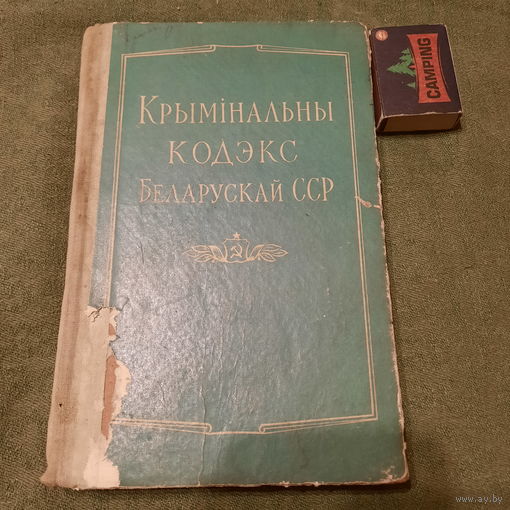 Крымінальны
кодэкс
Беларускай ССР
CAMPING
www.ay.by